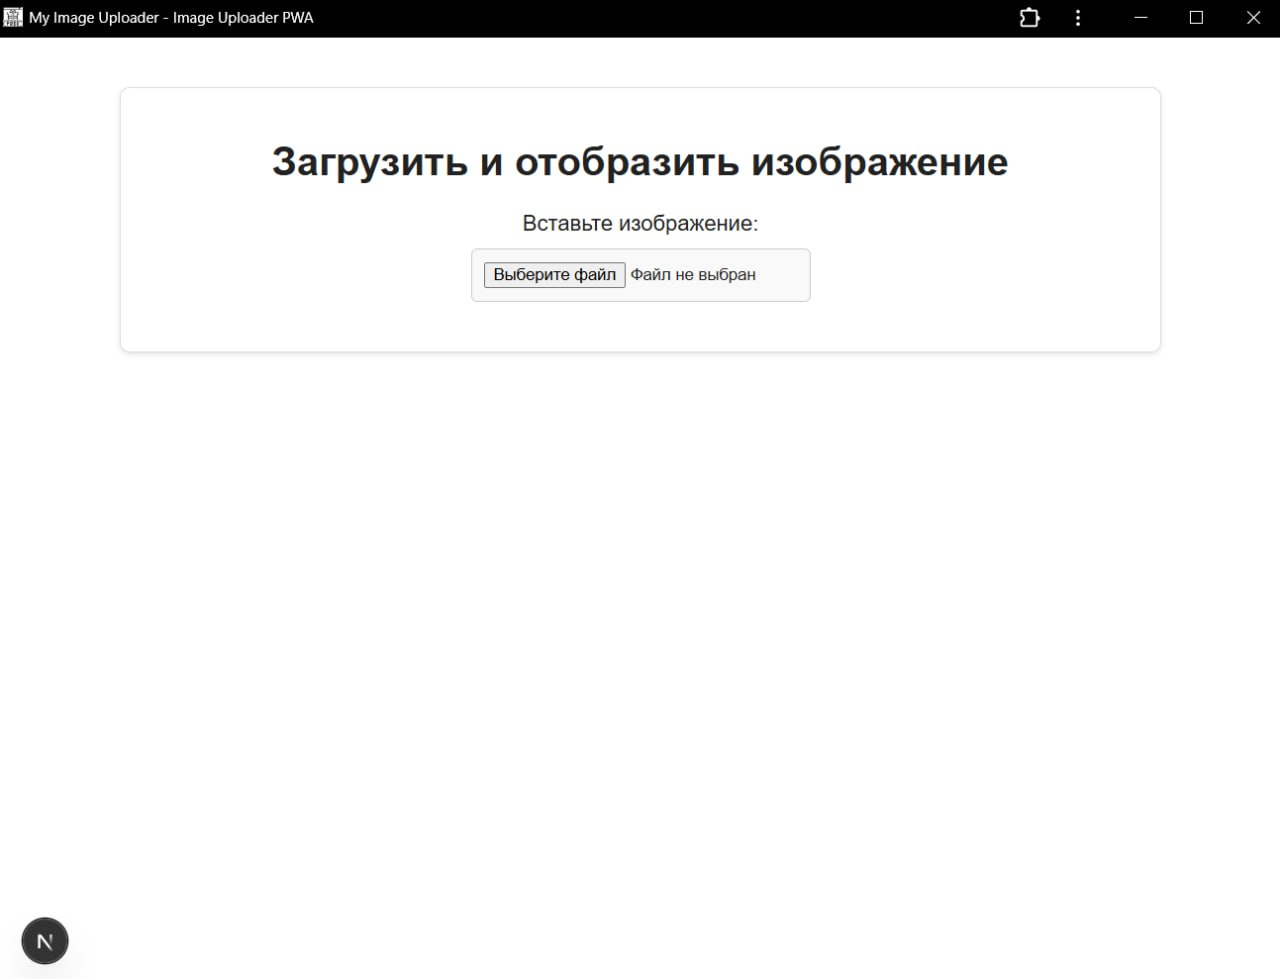 My Image Uploader - Image Uploader PWA
Загрузить и отобразить изображение
Вставьте изображение:
Выберите файл Файл не выбран
N